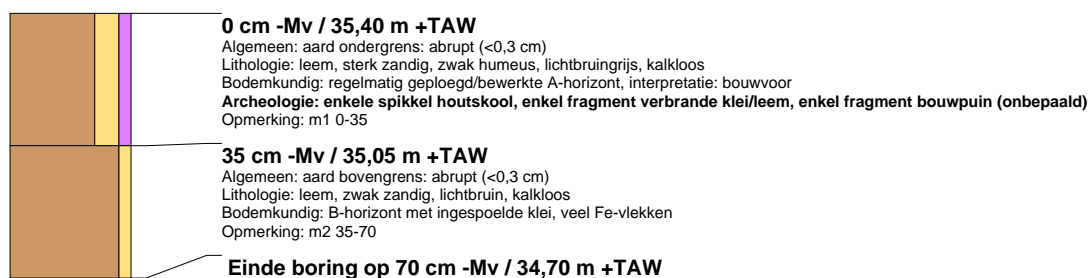 0 cm -Mv / 35,40 m +TAW
Algemeen: aard ondergrens: abrupt (<0,3 cm)
Lithologie: leem, sterk zandig, zwak humeus, lichtbruingrijs, kalkloos
Bodemkundig: regelmatig geploegd/bewerkte A-horizont, interpretatie: bouwvoor
Archeologie: enkele spikkel houtskool, enkel fragment verbrande klei/leem, enkel fragment bouwpuin (onbepaald)
Opmerking: m1 0-35
35 cm -Mv / 35,05 m +TAW
Algemeen: aard bovengrens: abrupt (<0,3 cm)
Lithologie: leem, zwak zandig, lichtbruin, kalkloos
Bodemkundig: B-horizont met ingespoelde klei, veel Fe-vlekken
Opmerking: m2 35-70
Einde boring op 70 cm -Mv / 34,70 m +TAW